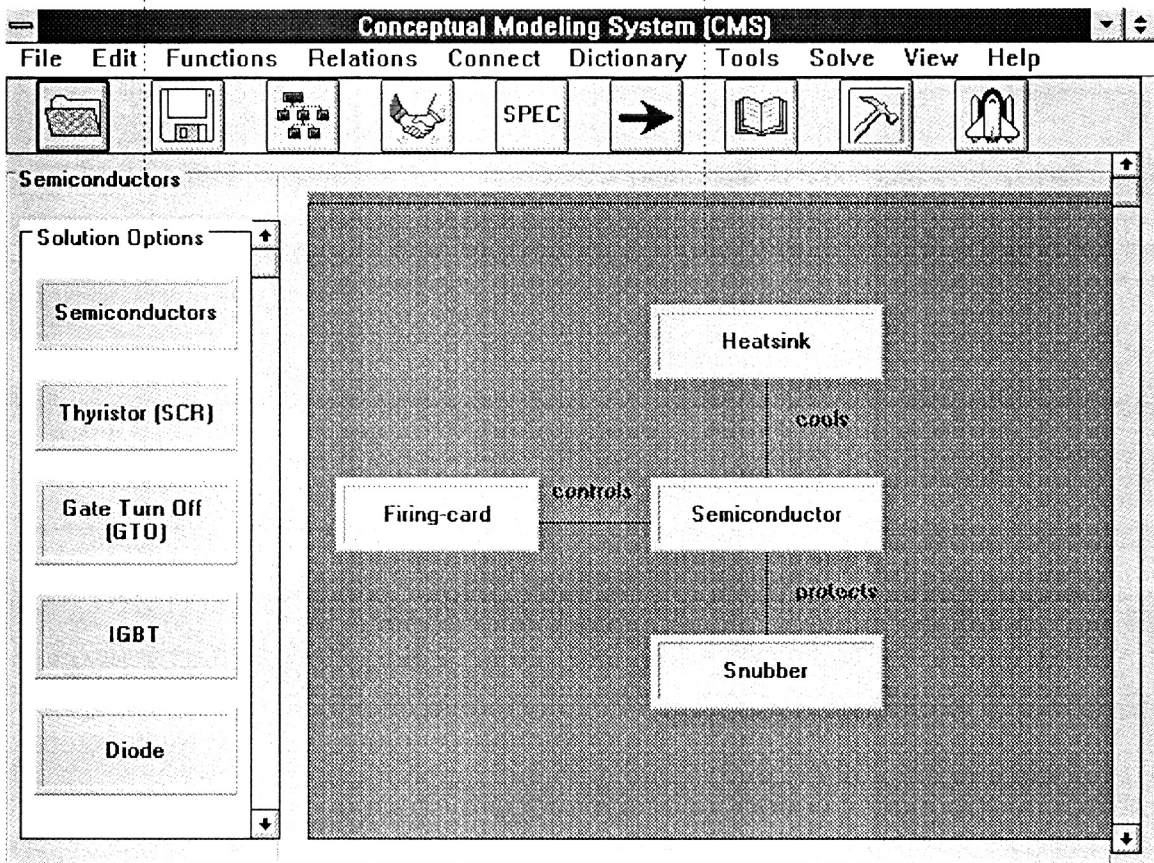 Conceptual Modeling System (CMS)
File Edit Functions Relations Connect Dictionary Tools Solve View Help
SPEC
Semiconductors
Solution Options
Semiconductors
Thyristor (SCR)
Gate Turn Off
(GTO)
IGBT
Diode
Heatsink
cools
controls
Firing-card
Semiconductor
protects
Snubber